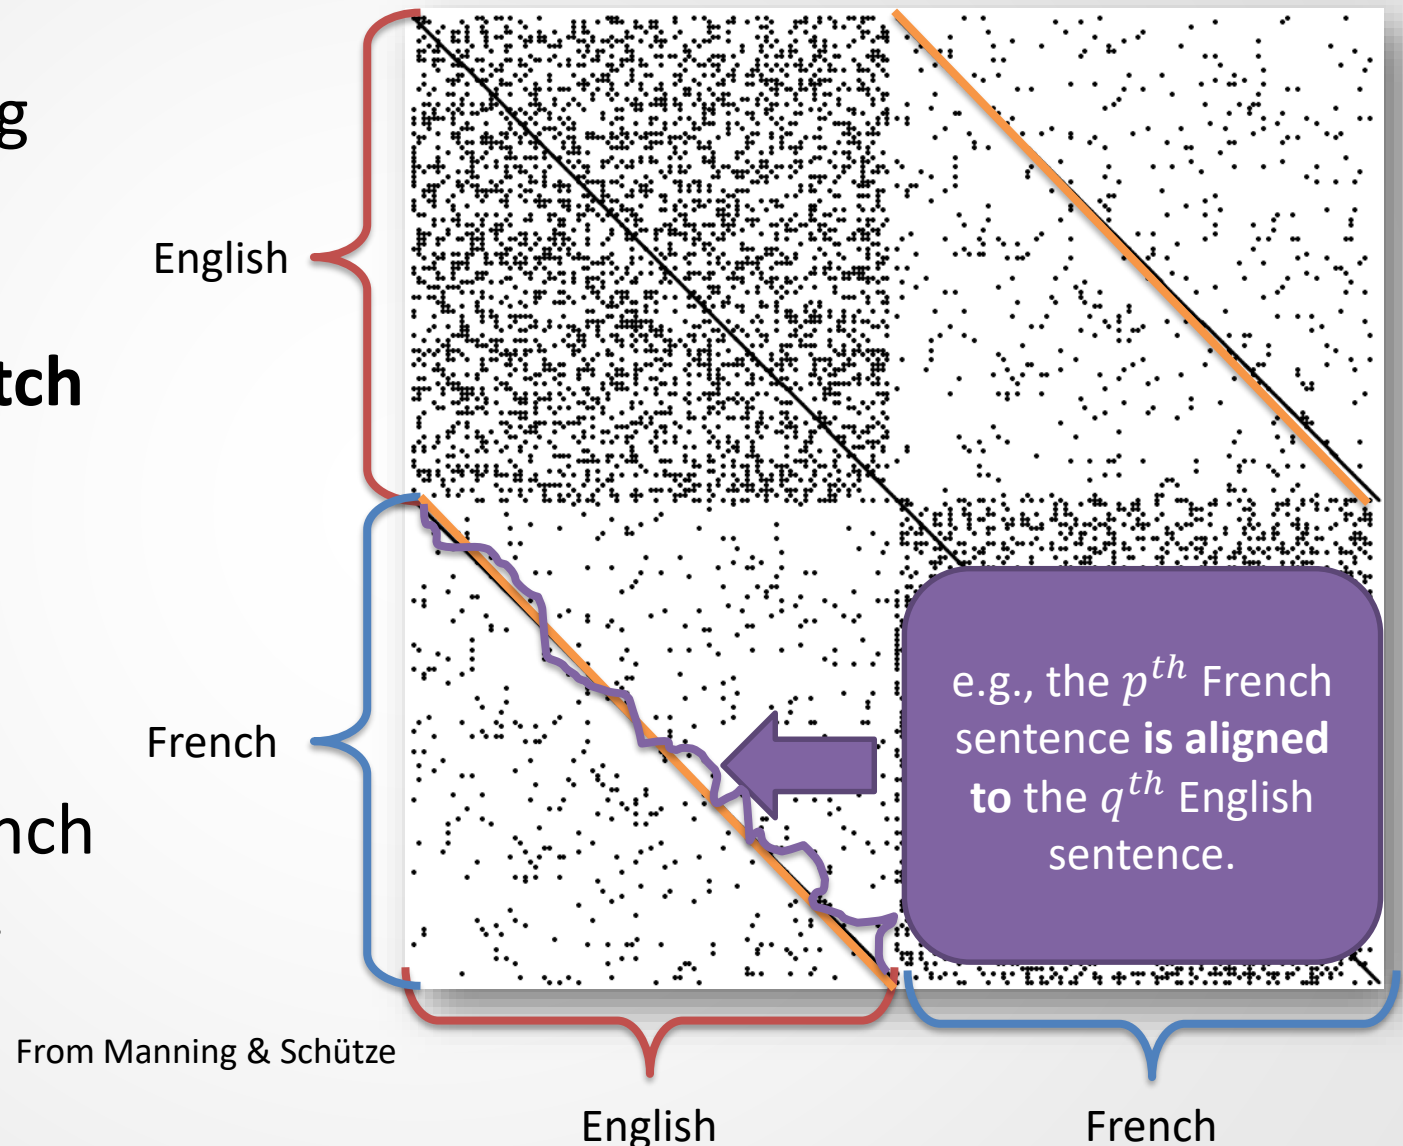 g
English
tch
French
nch
e.g., the pᵗʰ French
sentence is aligned
to the qᵗʰ English
sentence.
From Manning & Schütze
English
French